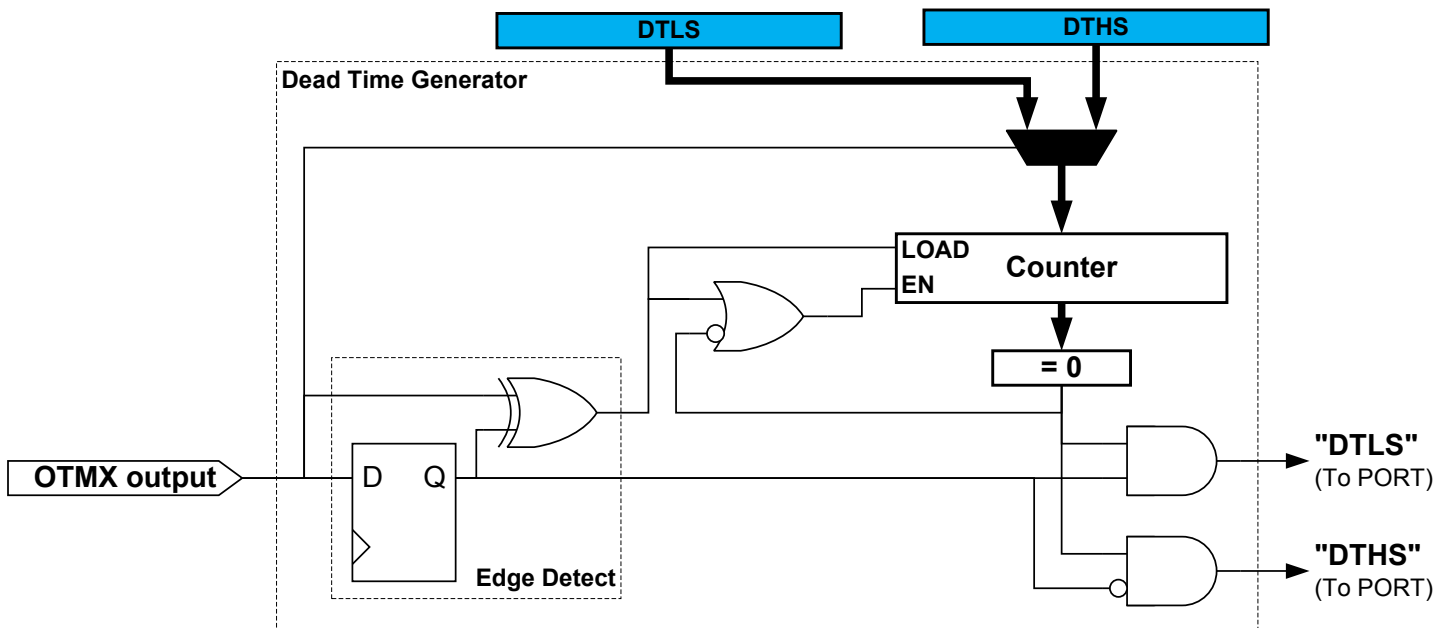 DTLS
DTHS
Dead Time Generator
LOAD
Counter
EN
= 0
OTMX output
D
Q
Edge Detect
"DTLS"
(To PORT)
"DTHS"
(To PORT)